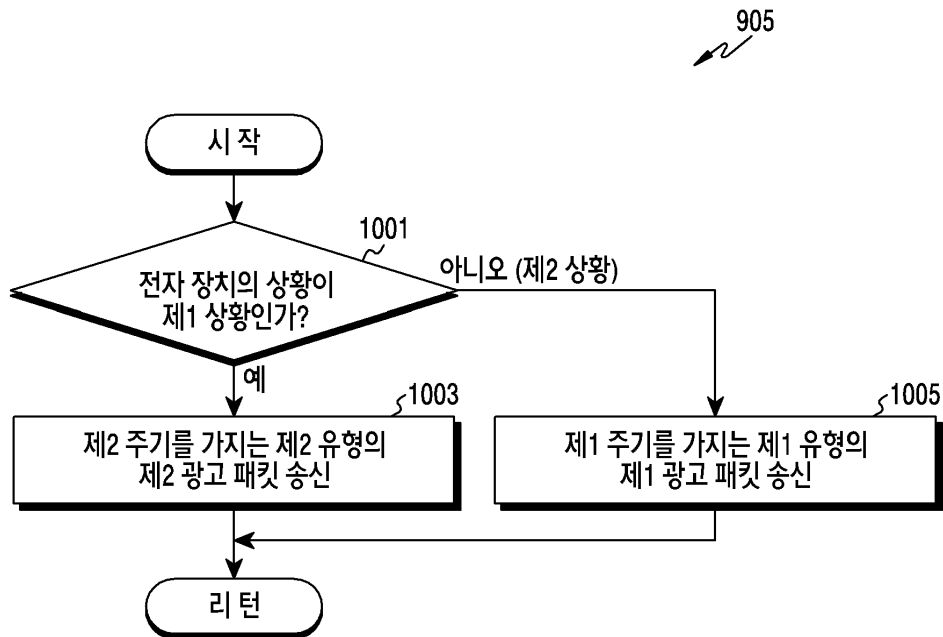 905
시 작
1001
전자 장치의 상황이
제1 상황인가?
아니오 (제2 상황)
예
1003
제2 주기를 가지는 제2 유형의
제2 광고 패킷 송신
1005
제1 주기를 가지는 제1 유형의
제1 광고 패킷 송신
리 턴